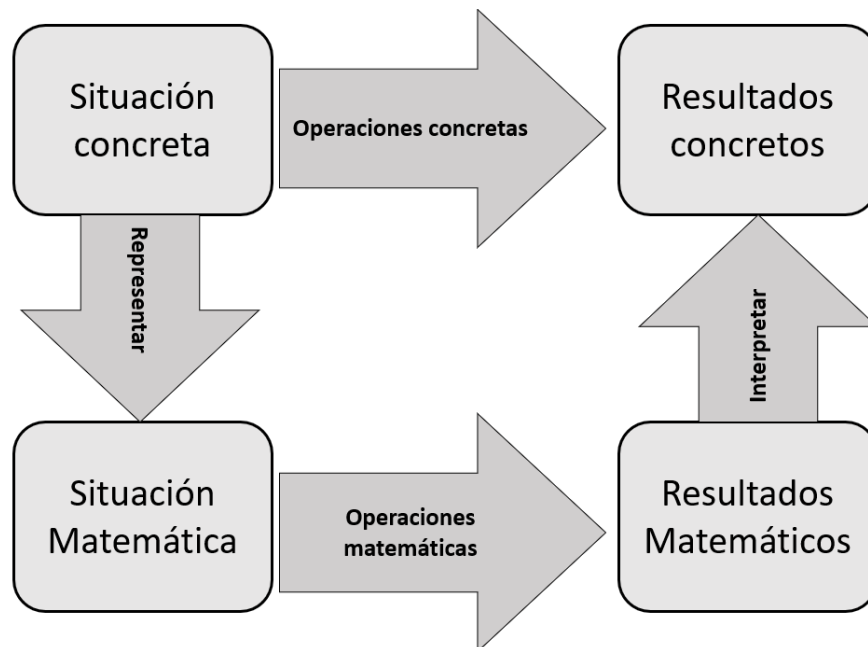 Situación
concreta
Operaciones concretas
Resultados
concretos
Representar
Interpretar
Situación
Matemática
Operaciones
matemáticas
Resultados
Matemáticos